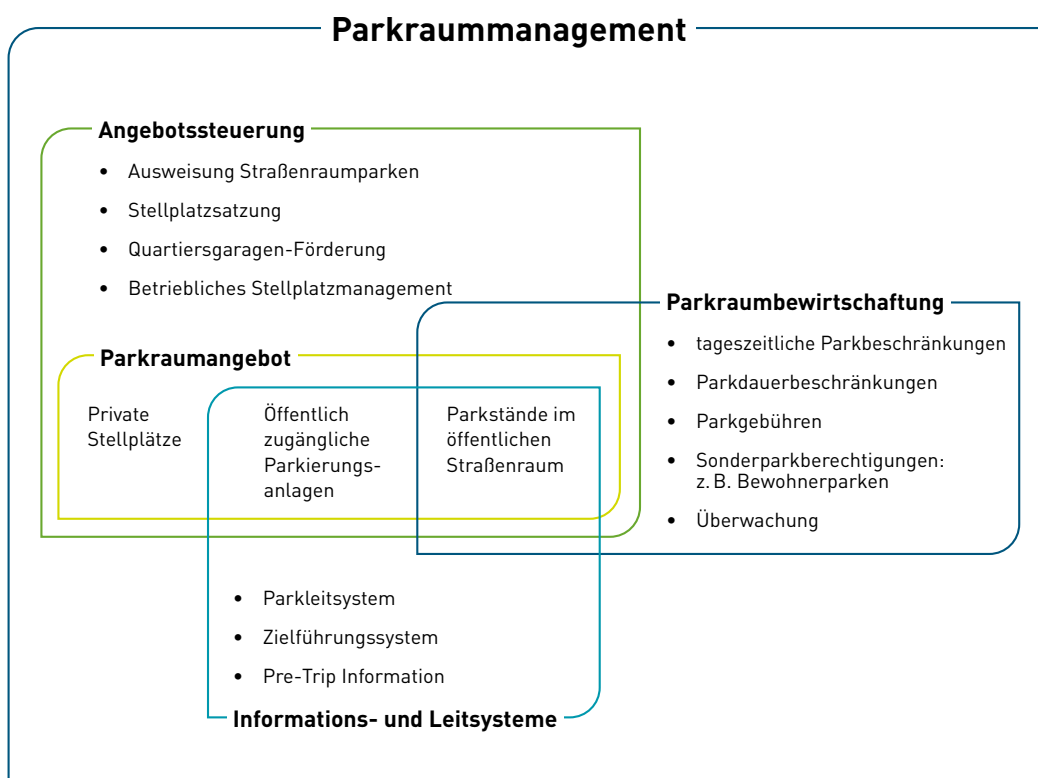 Parkraummanagement
Angebotssteuerung
• Ausweisung Straßenraumparken
• Stellplatzsatzung
• Quartiersgaragen-Förderung
• Betriebliches Stellplatzmanagement
Parkraumbewirtschaftung
• tageszeitliche Parkbeschränkungen
• Parkdauerbeschränkungen
• Parkgebühren
• Sonderparkberechtigungen:
z. B. Bewohnerparken
• Überwachung
Parkraumangebot
Private
Stellplätze
Öffentlich
zugängliche
Parkierungs-
anlagen
Parkstände im
öffentlichen
Straßenraum
• Parkleitsystem
• Zielführungssystem
• Pre-Trip Information
Informations- und Leitsysteme